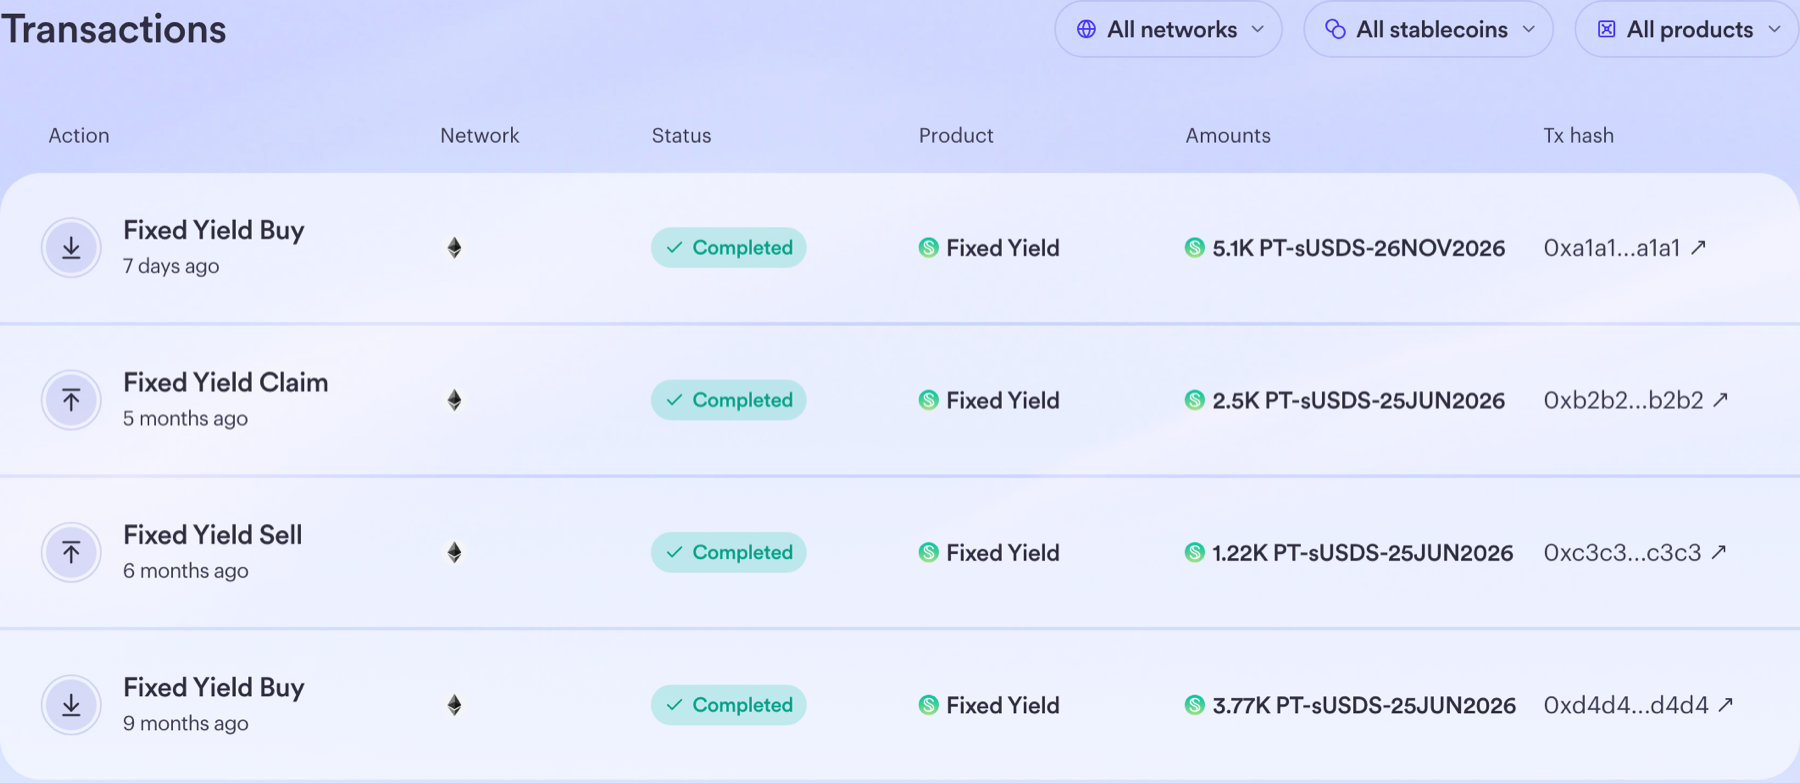 Transactions
All networks
All stablecoins
All products
Action Network Status Product Amounts Tx hash
Fixed Yield Buy
7 days ago
Completed
Fixed Yield
5.1K PT-sUSDS-26NOV2026
0xa1a1...a1a1
Fixed Yield Claim
5 months ago
Completed
Fixed Yield
2.5K PT-sUSDS-25JUN2026
0xb2b2...b2b2
Fixed Yield Sell
6 months ago
Completed
Fixed Yield
1.22K PT-sUSDS-25JUN2026
0xc3c3...c3c3
Fixed Yield Buy
9 months ago
Completed
Fixed Yield
3.77K PT-sUSDS-25JUN2026
0xd4d4...d4d4